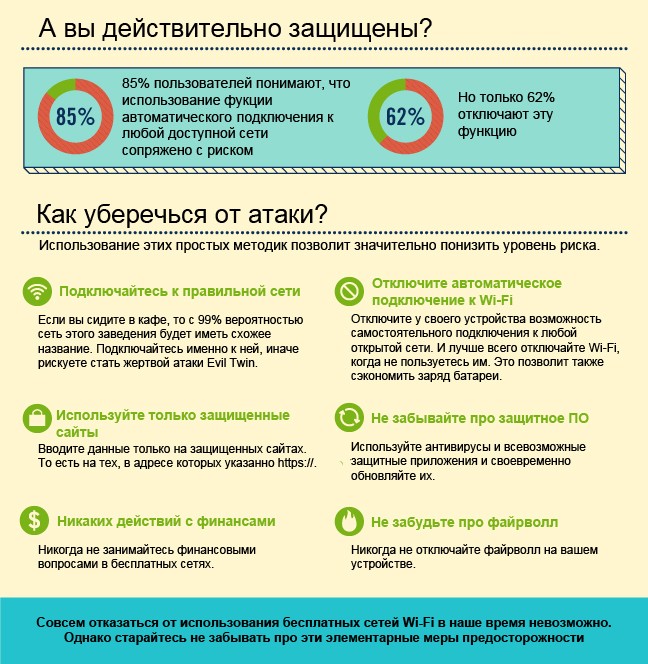 А вы действительно защищены?
85%
85% пользователей понимают, что
использование фукции
автоматического подключения к
любой доступной сети
сопряжено с риском
62%
Но только 62%
отключают эту
функцию
Как уберечься от атаки?
Использование этих простых методик позволит значительно понизить уровень риска.
Подключайтесь к правильной сети
Если вы сидите в кафе, то с 99% вероятностью
сеть этого заведения будет иметь схожее
название. Подключайтесь именно к ней, иначе
рискуете стать жертвой атаки Evil Twin.
Отключите автоматическое
подключение к Wi-Fi
Отключите у своего устройства возможность
самостоятельного подключения к любой
открытой сети. И лучше всего отключайте Wi-Fi,
когда не пользуетесь им. Это позволит также
сэкономить заряд батареи.
Используйте только защищенные
сайты
Вводите данные только на защищенных сайтах.
То есть на тех, в адресе которых указанно https://.
Не забывайте про защитное ПО
Используйте антивирусы и всевозможные
защитные приложения и своевременно
обновляйте их.
$
Никаких действий с финансами
Никогда не занимайтесь финансовыми
вопросами в бесплатных сетях.
Не забудьте про файрволл
Никогда не отключайте файрволл на вашем
устройстве.
Совсем отказаться от использования бесплатных сетей Wi-Fi в наше время невозможно.
Однако старайтесь не забывать про эти элементарные меры предосторожности